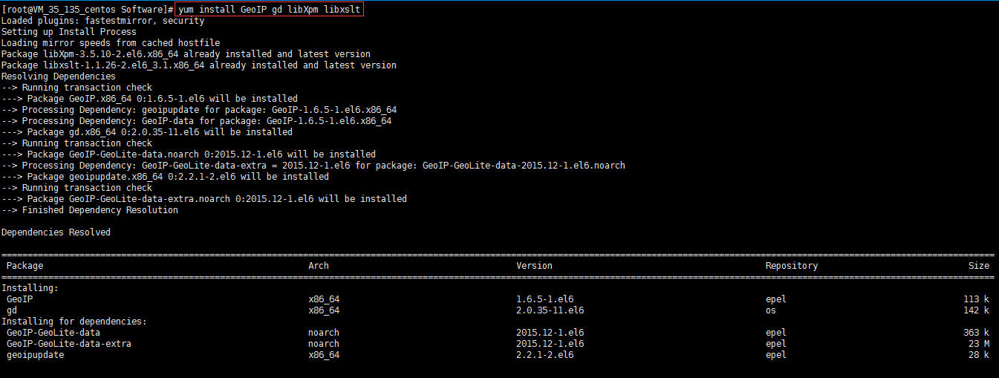 [root@VM_35_135_centos Software]# yum install GeoIP gd libXpm libxslt
Loaded plugins: fastestmirror, security
Setting up Install Process
Loading mirror speeds from cached hostfile
Package libXpm-3.5.10-2.el6.x86_64 already installed and latest version
Package libxslt-1.1.26-2.el6_3.1.x86_64 already installed and latest version
Resolving Dependencies
--> Running transaction check
---> Package GeoIP.x86_64 0:1.6.5-1.el6 will be installed
--> Processing Dependency: geoipupdate for package: GeoIP-1.6.5-1.el6.x86_64
--> Processing Dependency: GeoIP-data for package: GeoIP-1.6.5-1.el6.x86_64
---> Package gd.x86_64 0:2.0.35-11.el6 will be installed
--> Running transaction check
---> Package GeoIP-GeoLite-data.noarch 0:2015.12-1.el6 will be installed
--> Processing Dependency: GeoIP-GeoLite-data-extra = 2015.12-1.el6 for package: GeoIP-GeoLite-data-2015.12-1.el6.noarch
---> Package geoipupdate.x86_64 0:2.2.1-2.el6 will be installed
--> Running transaction check
---> Package GeoIP-GeoLite-data-extra.noarch 0:2015.12-1.el6 will be installed
--> Finished Dependency Resolution
Dependencies Resolved
Package Arch Version Repository Size
Installing:
GeoIP x86_64 1.6.5-1.el6 epel 113 k
gd x86_64 2.0.35-11.el6 os 142 k
Installing for dependencies:
GeoIP-GeoLite-data noarch 2015.12-1.el6 epel 363 k
GeoIP-GeoLite-data-extra noarch 2015.12-1.el6 epel 23 M
geoipupdate x86_64 2.2.1-2.el6 epel 28 k